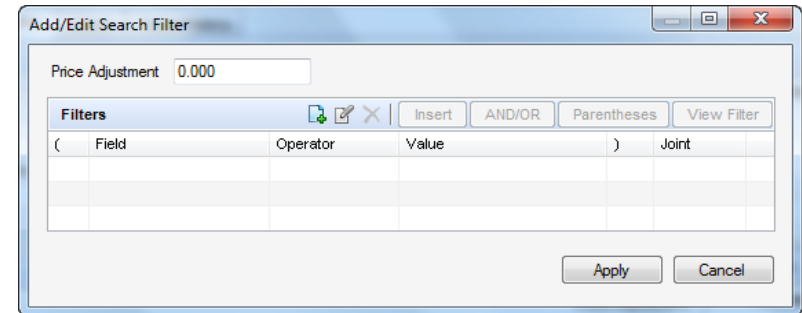 Add/Edit Search Filter
Price Adjustment 0.000
Filters Insert AND/OR Parentheses View Filter
( Field Operator Value ) Joint
Apply Cancel